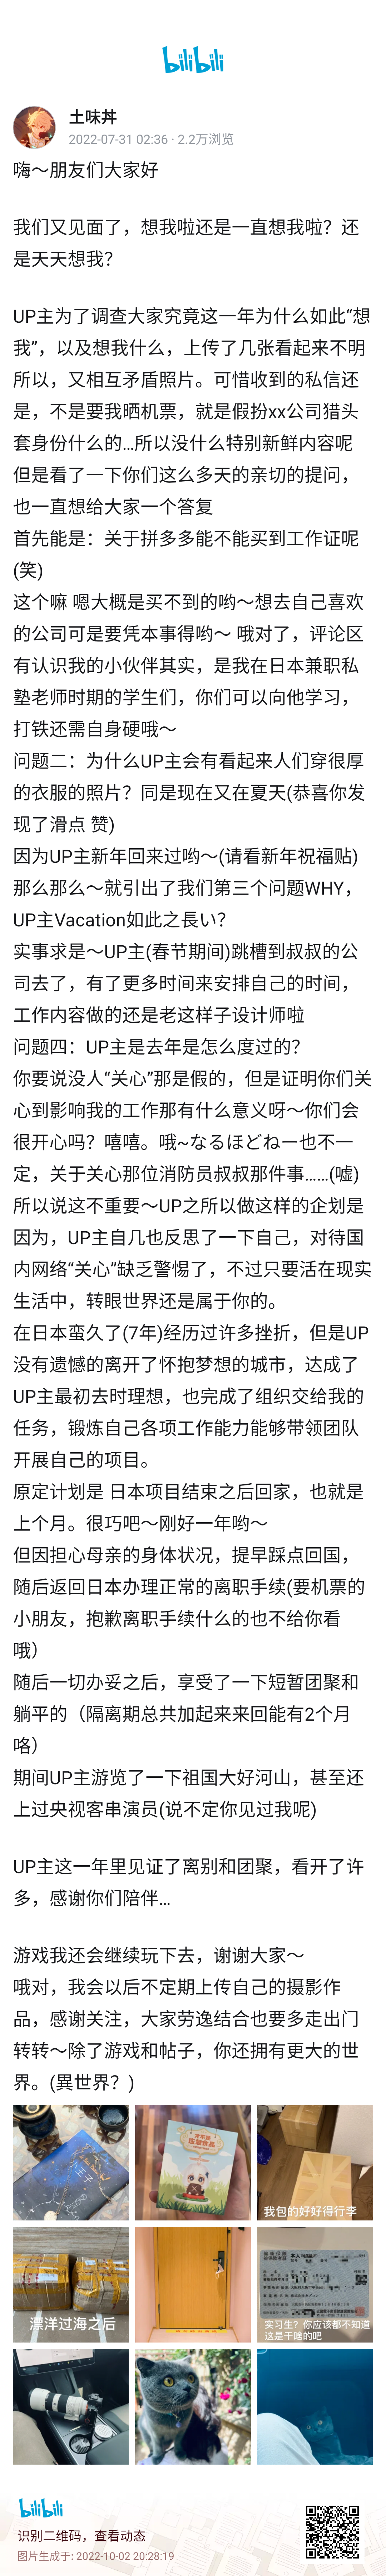 bilibili
土味丼
2022-07-31 02:36 · 2.2万浏览
嗨～朋友们大家好
我们又见面了，想我啦还是一直想我啦？还
是天天想我？
UP主为了调查大家究竟这一年为什么如此“想
我”，以及想我什么，上传了几张看起来不明
所以，又相互矛盾照片。可惜收到的私信还
是，不是要我晒机票，就是假扮xx公司猎头
套身份什么的...所以没什么特别新鲜内容呢
但是看了一下你们这么多天的亲切的提问，
也一直想给大家一个答复
首先能是：关于拼多多能不能买到工作证呢
(笑)
这个嘛 嗯大概是买不到的哟～想去自己喜欢
的公司可是要凭本事得哟～ 哦对了，评论区
有认识我的小伙伴其实，是我在日本兼职私
塾老师时期的学生们，你们可以向他学习，
打铁还需自身硬哦～
问题二：为什么UP主会有看起来人们穿很厚
的衣服的照片？同是现在又在夏天(恭喜你发
现了滑点 赞)
因为UP主新年回来过哟～(请看新年祝福贴)
那么那么～就引出了我们第三个问题WHY，
UP主Vacation如此之長い？
实事求是～UP主(春节期间)跳槽到叔叔的公
司去了，有了更多时间来安排自己的时间，
工作内容做的还是老这样子设计师啦
问题四：UP主是去年是怎么度过的？
你要说没人“关心”那是假的，但是证明你们关
心到影响我的工作那有什么意义呀～你们会
很开心吗？嘻嘻。哦~なるほどねー也不一
定，关于关心那位消防员叔叔那件事……(嘘)
所以说这不重要～UP之所以做这样的企划是
因为，UP主自几也反思了一下自己，对待国
内网络“关心”缺乏警惕了，不过只要活在现实
生活中，转眼世界还是属于你的。
在日本蛮久了(7年)经历过许多挫折，但是UP
没有遗憾的离开了怀抱梦想的城市，达成了
UP主最初去时理想，也完成了组织交给我的
任务，锻炼自己各项工作能力能够带领团队
开展自己的项目。
原定计划是 日本项目结束之后回家，也就是
上个月。很巧吧～刚好一年哟～
但因担心母亲的身体状况，提早踩点回国，
随后返回日本办理正常的离职手续(要机票的
小朋友，抱歉离职手续什么的也不给你看
哦）
随后一切办妥之后，享受了一下短暂团聚和
躺平的（隔离期总共加起来来回能有2个月
咯）
期间UP主游览了一下祖国大好河山，甚至还
上过央视客串演员(说不定你见过我呢)
UP主这一年里见证了离别和团聚，看开了许
多，感谢你们陪伴...
游戏我还会继续玩下去，谢谢大家～
哦对，我会以后不定期上传自己的摄影作
品，感谢关注，大家劳逸结合也要多走出门
转转～除了游戏和帖子，你还拥有更大的世
界。(異世界？)
小王子
我包的好好得行李
漂洋过海之后
实习生？你应该都不知道
这是干啥的吧
bilibili
识别二维码，查看动态
图片生成于: 2022-10-02 20:28:19